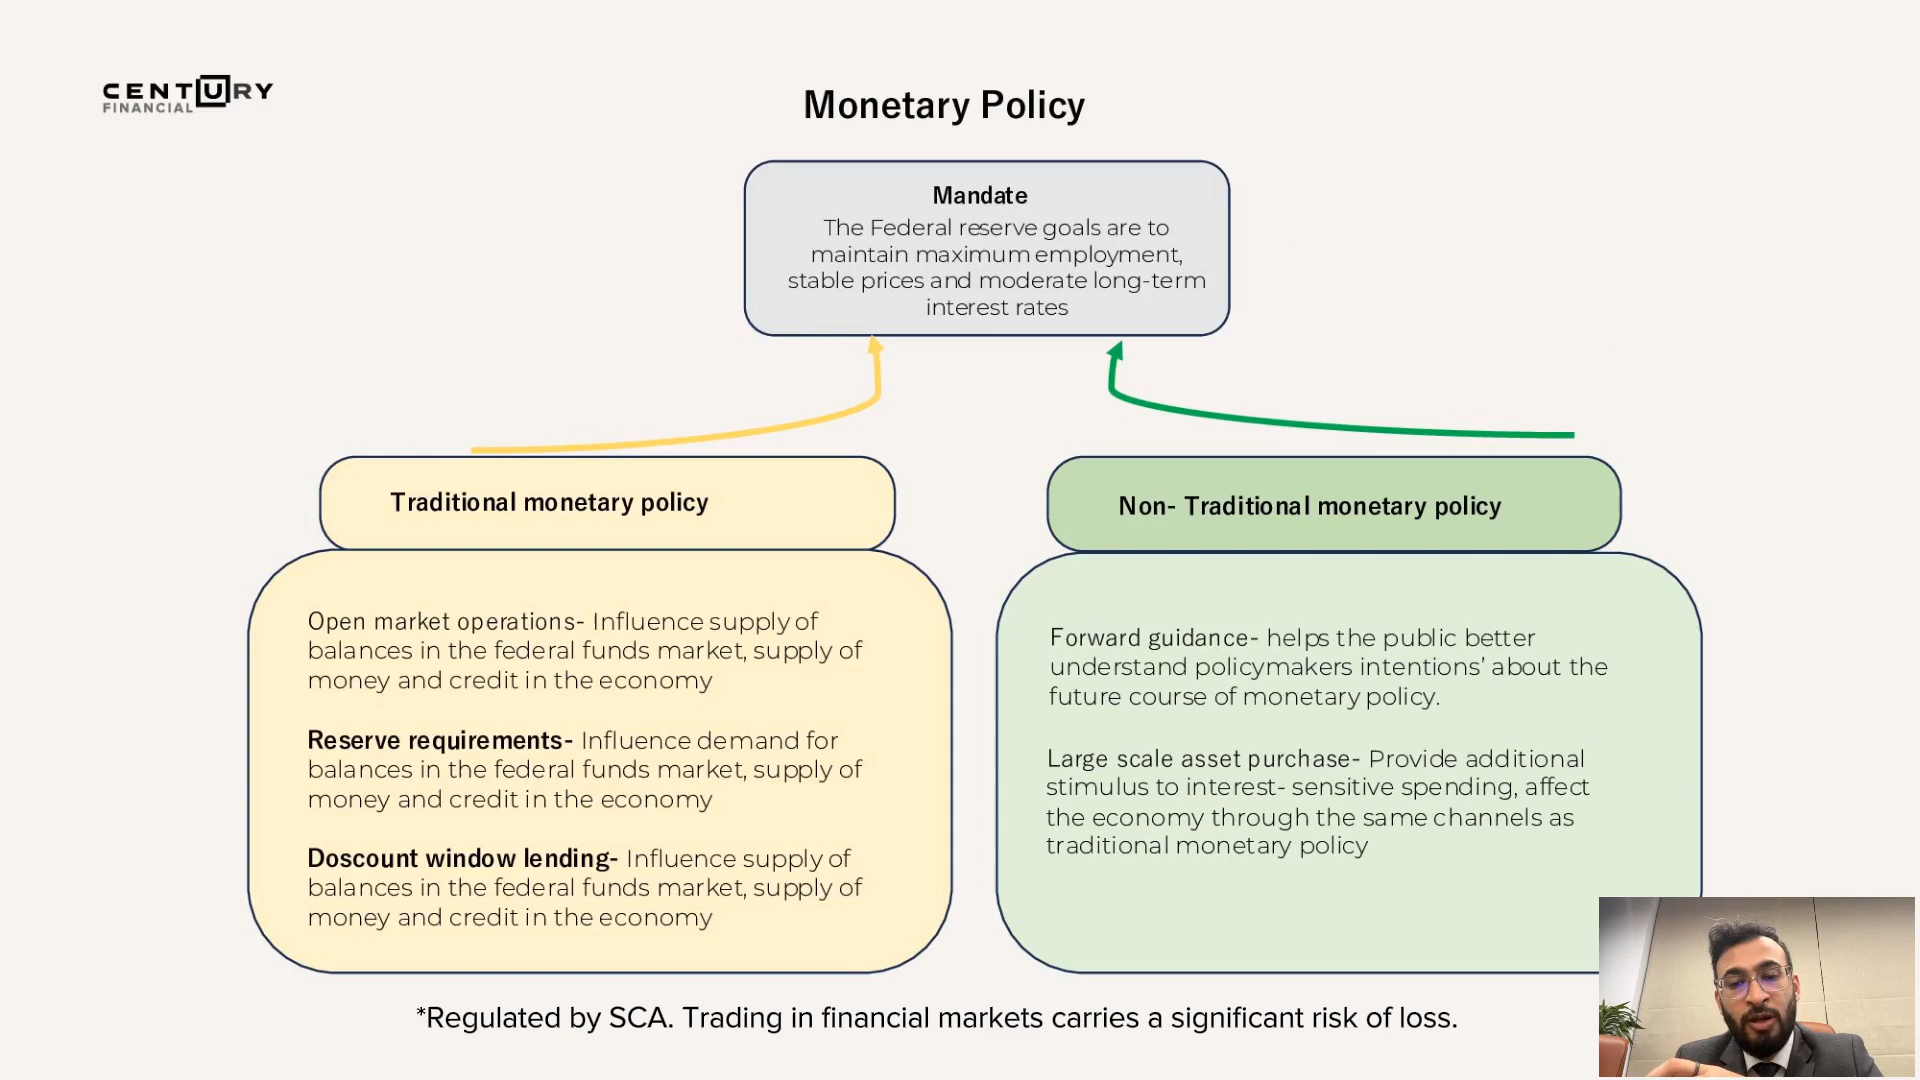 CENTURY
FINANCIAL
Monetary Policy
Mandate
The Federal reserve goals are to
maintain maximum employment,
stable prices and moderate long-term
interest rates
Traditional monetary policy
Open market operations- Influence supply of
balances in the federal funds market, supply of
money and credit in the economy
Reserve requirements- Influence demand for
balances in the federal funds market, supply of
money and credit in the economy
Doscount window lending- Influence supply of
balances in the federal funds market, supply of
money and credit in the economy
Non- Traditional monetary policy
Forward guidance- helps the public better
understand policymakers intentions’ about the
future course of monetary policy.
Large scale asset purchase- Provide additional
stimulus to interest- sensitive spending, affect
the economy through the same channels as
traditional monetary policy
*Regulated by SCA. Trading in financial markets carries a significant risk of loss.